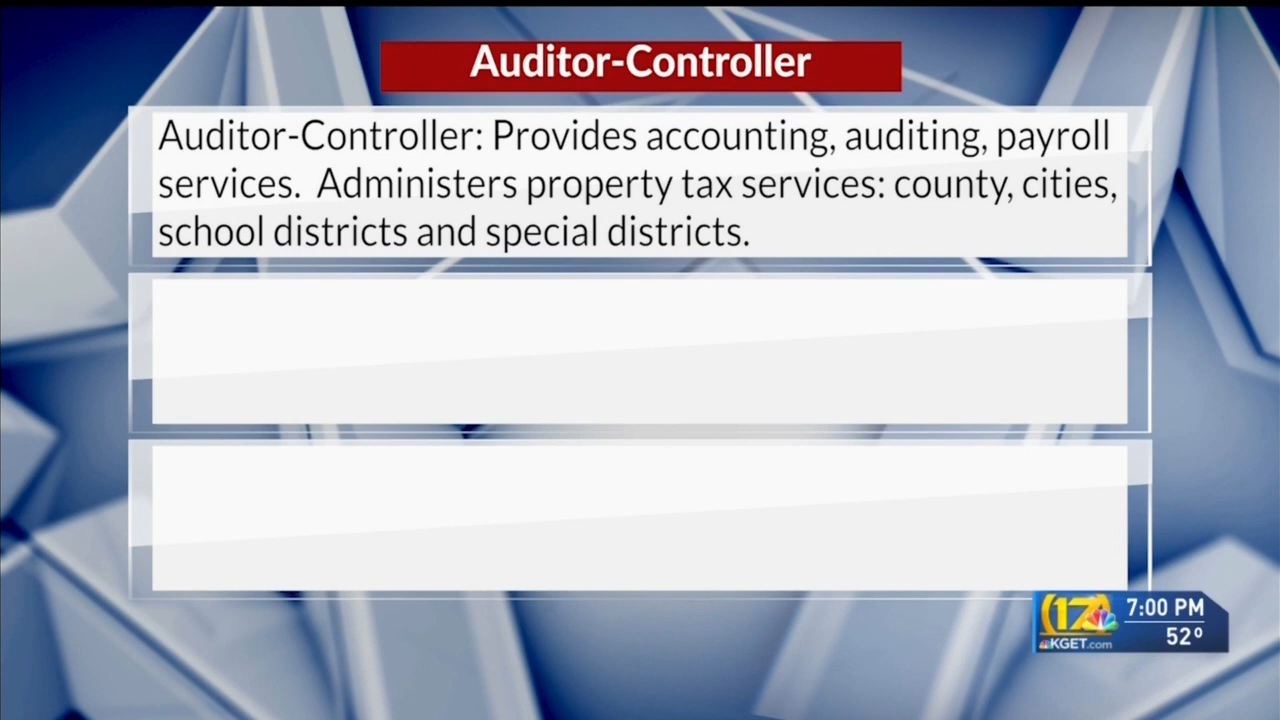 Auditor-Controller
Auditor-Controller: Provides accounting, auditing, payroll
services.  Administers property tax services: county, cities,
school districts and special districts.
17
7:00 PM
KGET.com
52°